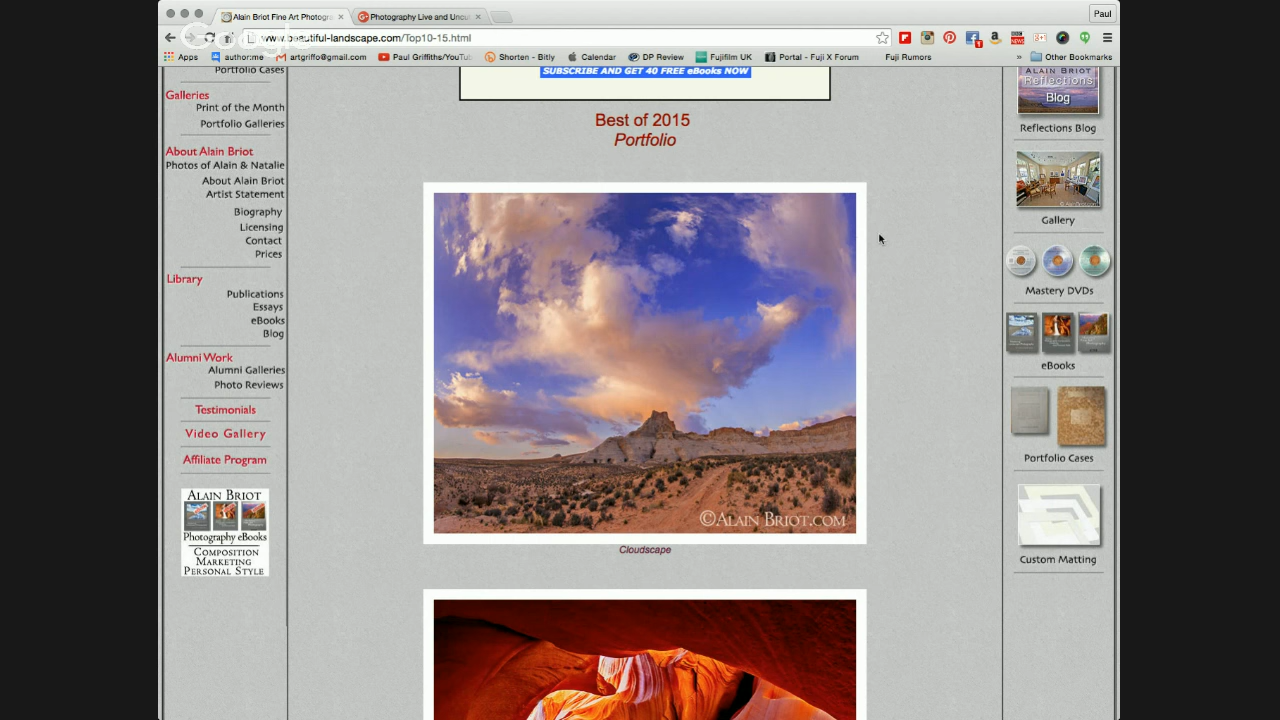 Alain Briot Fine Art Photogra
Photography Live and Uncut
Paul
Google
www.beautiful-landscape.com/Top10-15.html
Apps
author:me
artgriffo@gmail.com
Paul Griffiths/YouTu
Shorten - Bitly
Calendar
DP Review
Fujifilm UK
Portal - Fuji X Forum
Fuji Rumors
»
Other Bookmarks
Portfolio Cases
Galleries
Print of the Month
Portfolio Galleries
About Alain Briot
Photos of Alain & Natalie
About Alain Briot
Artist Statement
Biography
Licensing
Contact
Prices
Library
Publications
Essays
eBooks
Blog
Alumni Work
Alumni Galleries
Photo Reviews
Testimonials
Video Gallery
Affiliate Program
ALAIN BRIOT
Photography eBooks
COMPOSITION
MARKETING
PERSONAL STYLE
SUBSCRIBE AND GET 40 FREE eBooks NOW
Best of 2015
Portfolio
©ALAIN BRIOT.COM
Cloudscape
ALAIN BRIOT
Reflections
Blog
Reflections Blog
Gallery
Mastery DVDs
eBooks
Portfolio Cases
Custom Matting